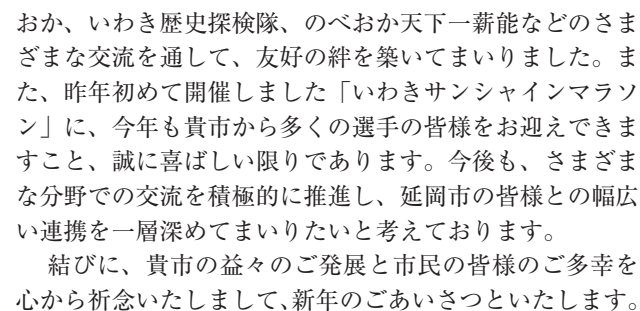 おか、いわき歴史探検隊、のべおか天下一薪能などのさま
ざまな交流を通して、友好の絆を築いてまいりました。ま
た、昨年初めて開催しました「いわきサンシャインマラソ
ン」に、今年も貴市から多くの選手の皆様をお迎えできま
すこと、誠に喜ばしい限りであります。今後も、さまざま
な分野での交流を積極的に推進し、延岡市の皆様との幅広
い連携を一層深めてまいりたいと考えております。
　結びに、貴市の益々のご発展と市民の皆様のご多幸を
心から祈念いたしまして、新年のごあいさつといたします。